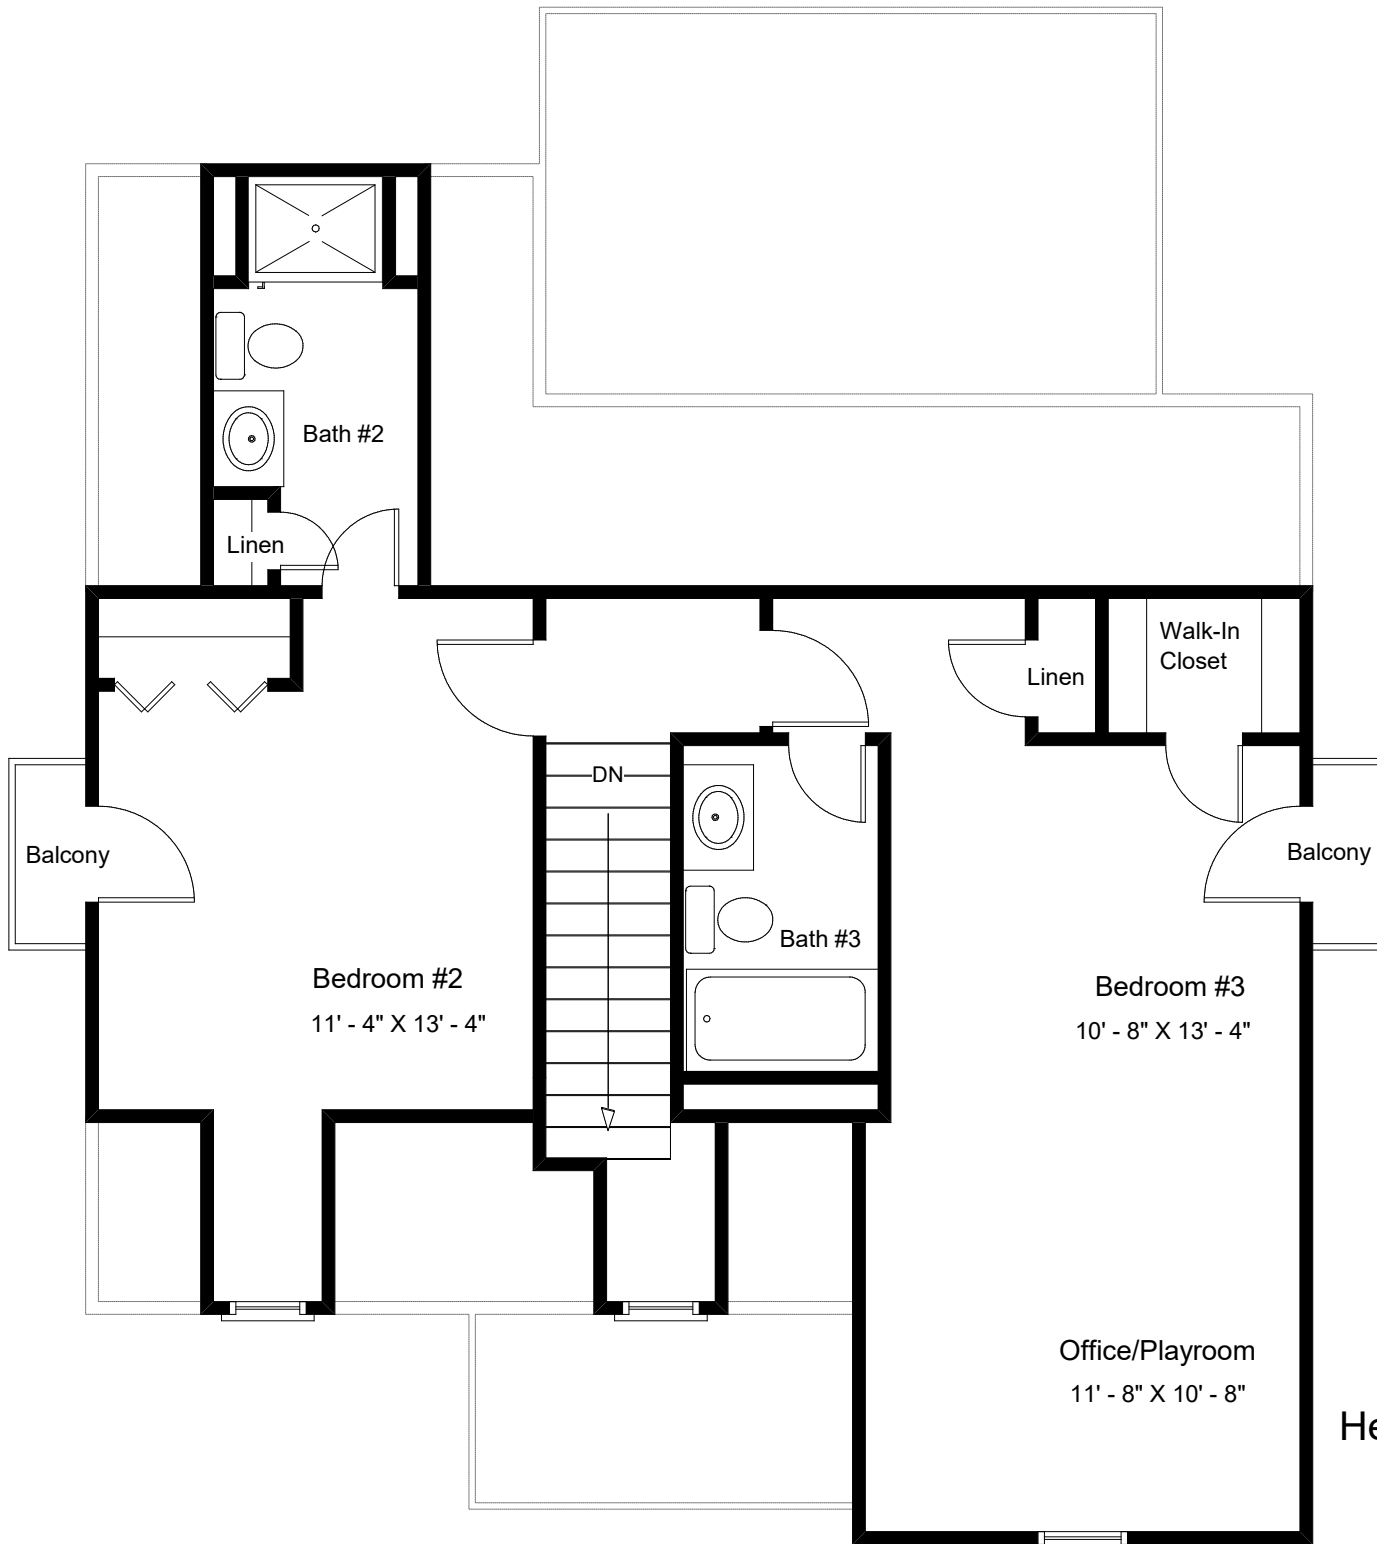 Bath #2
Linen
Walk-In
Closet
Linen
DN
Balcony
Balcony
Bath #3
Bedroom #2
11' - 4" X 13' - 4"
Bedroom #3
10' - 8" X 13' - 4"
Office/Playroom
11' - 8" X 10' - 8"